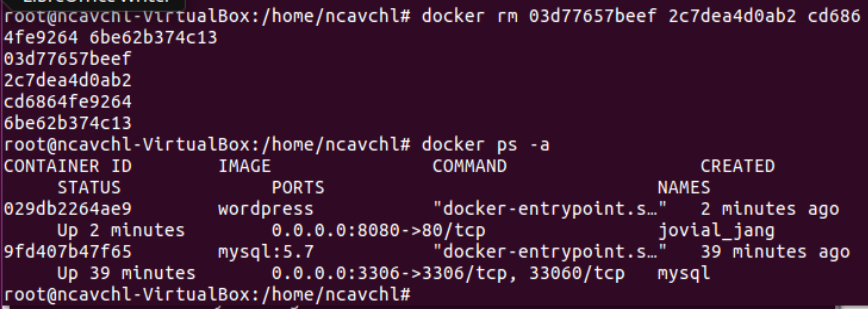 LibreOffice Writer
root@ncavchl-VirtualBox:/home/ncavchl# docker rm 03d77657beef 2c7dea4d0ab2 cd686
4fe9264 6be62b374c13
03d77657beef
2c7dea4d0ab2
cd6864fe9264
6be62b374c13
root@ncavchl-VirtualBox:/home/ncavchl# docker ps -a
CONTAINER ID        IMAGE               COMMAND                  CREATED
     STATUS              PORTS                               NAMES
029db2264ae9        wordpress           "docker-entrypoint.s…"   2 minutes ago
     Up 2 minutes        0.0.0.0:8080->80/tcp                jovial_jang
9fd407b47f65        mysql:5.7           "docker-entrypoint.s…"   39 minutes ago
     Up 39 minutes       0.0.0.0:3306->3306/tcp, 33060/tcp   mysql
root@ncavchl-VirtualBox:/home/ncavchl#